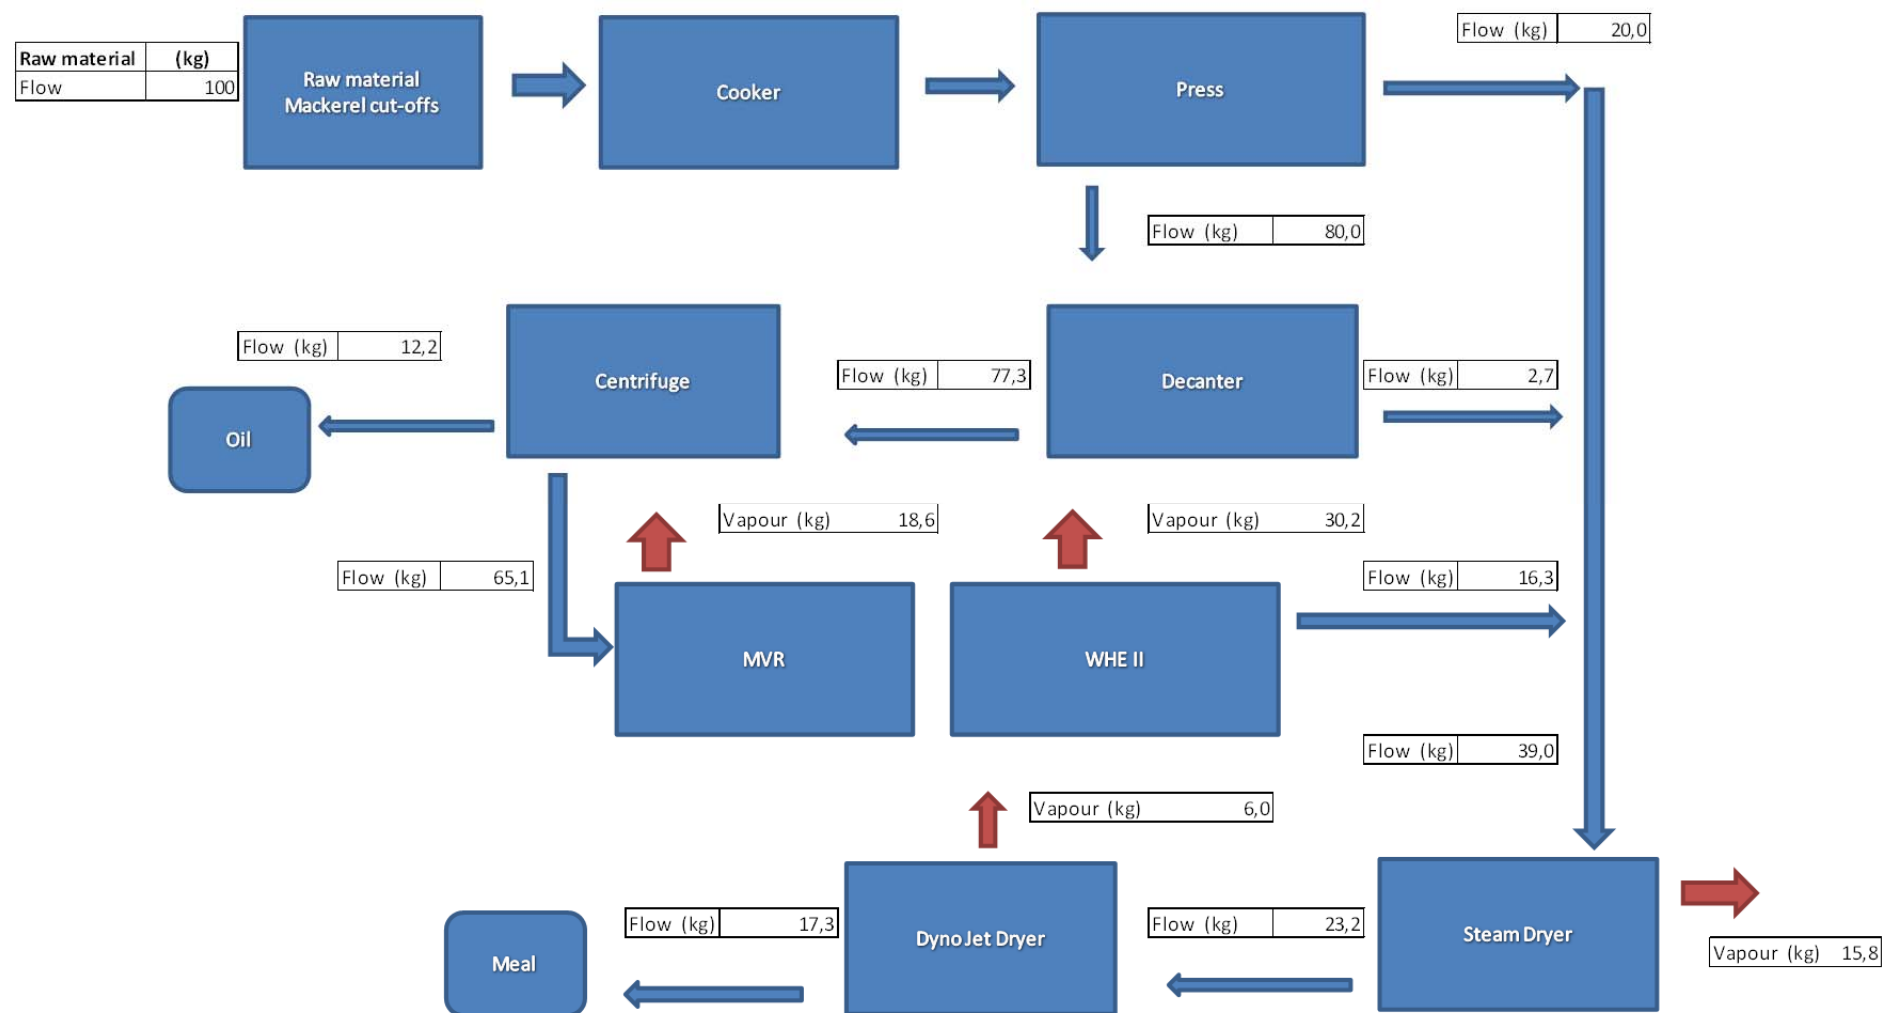 Flow (kg) 20,0
Raw material (kg)
Flow 100
Raw material
Mackerel cut-offs
Cooker
Press
Flow (kg) 80,0
Flow (kg) 12,2
Centrifuge
Flow (kg) 77,3
Decanter
Flow (kg) 2,7
Oil
Vapour (kg) 18,6
Vapour (kg) 30,2
Flow (kg) 65,1
Flow (kg) 16,3
MVR
WHE II
Flow (kg) 39,0
Vapour (kg) 6,0
Flow (kg) 17,3
Dyno Jet Dryer
Flow (kg) 23,2
Steam Dryer
Vapour (kg) 15,8
Meal